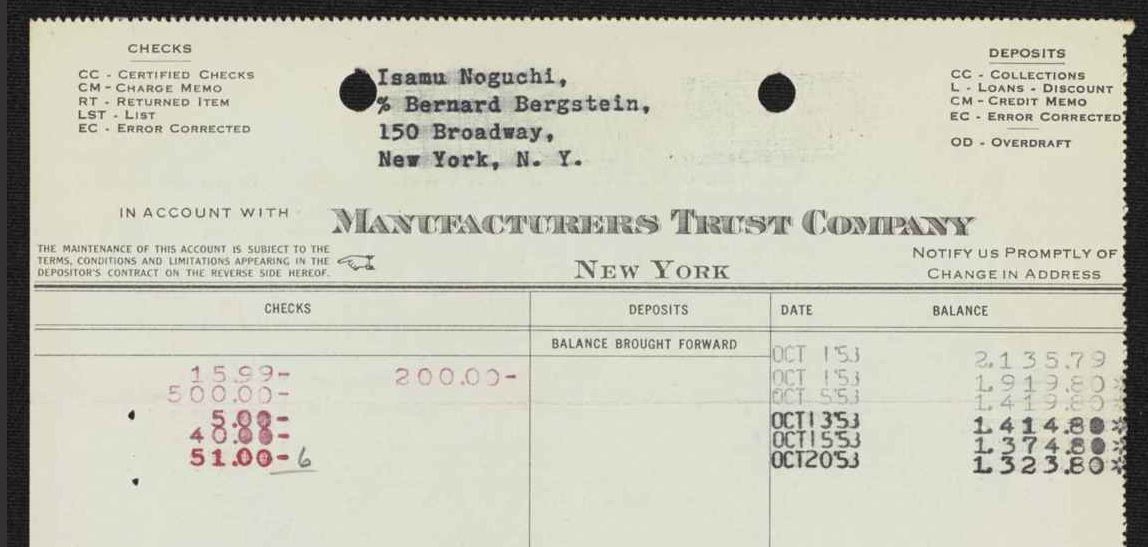 CHECKS
CC - CERTIFIED CHECKS
CM - CHARGE MEMO
RT - RETURNED ITEM
LST - LIST
EC - ERROR CORRECTED
Isamu Noguchi,
% Bernard Bergstein,
150 Broadway,
New York, N. Y.
DEPOSITS
CC - COLLECTIONS
L - LOANS - DISCOUNT
CM - CREDIT MEMO
EC - ERROR CORRECTED
OD - OVERDRAFT
IN ACCOUNT WITH
MANUFACTURERS TRUST COMPANY
NEW YORK
THE MAINTENANCE OF THIS ACCOUNT IS SUBJECT TO THE
TERMS, CONDITIONS AND LIMITATIONS APPEARING IN THE
DEPOSITOR'S CONTRACT ON THE REVERSE SIDE HEREOF.
NOTIFY US PROMPTLY OF
CHANGE IN ADDRESS
CHECKS DEPOSITS DATE BALANCE
BALANCE BROUGHT FORWARD OCT 1'53 2,135.79
15.99- 200.00- OCT 1'53 1,919.80*
500.00- OCT 5'53 1,419.80*
5.00- OCT13'53 1,414.80*
40.00- OCT15'53 1,374.80*
51.00-6 OCT20'53 1,323.80*